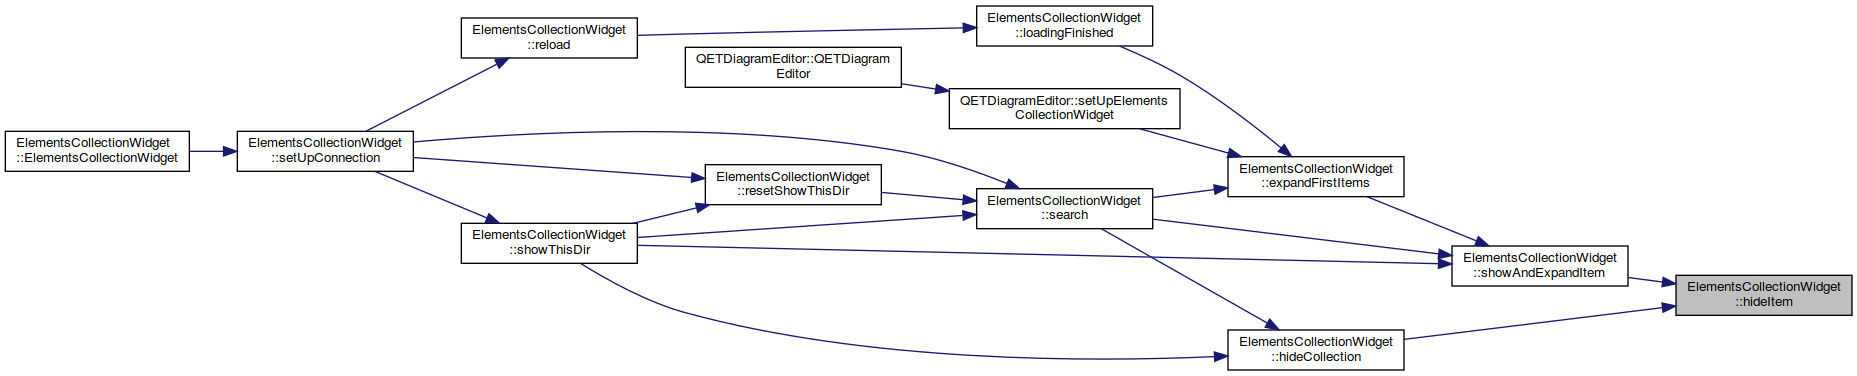 ElementsCollectionWidget
::ElementsCollectionWidget
ElementsCollectionWidget
::setUpConnection
ElementsCollectionWidget
::reload
ElementsCollectionWidget
::showThisDir
QETDiagramEditor::QETDiagram
Editor
ElementsCollectionWidget
::resetShowThisDir
ElementsCollectionWidget
::loadingFinished
QETDiagramEditor::setUpElements
CollectionWidget
ElementsCollectionWidget
::search
ElementsCollectionWidget
::expandFirstItems
ElementsCollectionWidget
::hideCollection
ElementsCollectionWidget
::showAndExpandItem
ElementsCollectionWidget
::hideItem